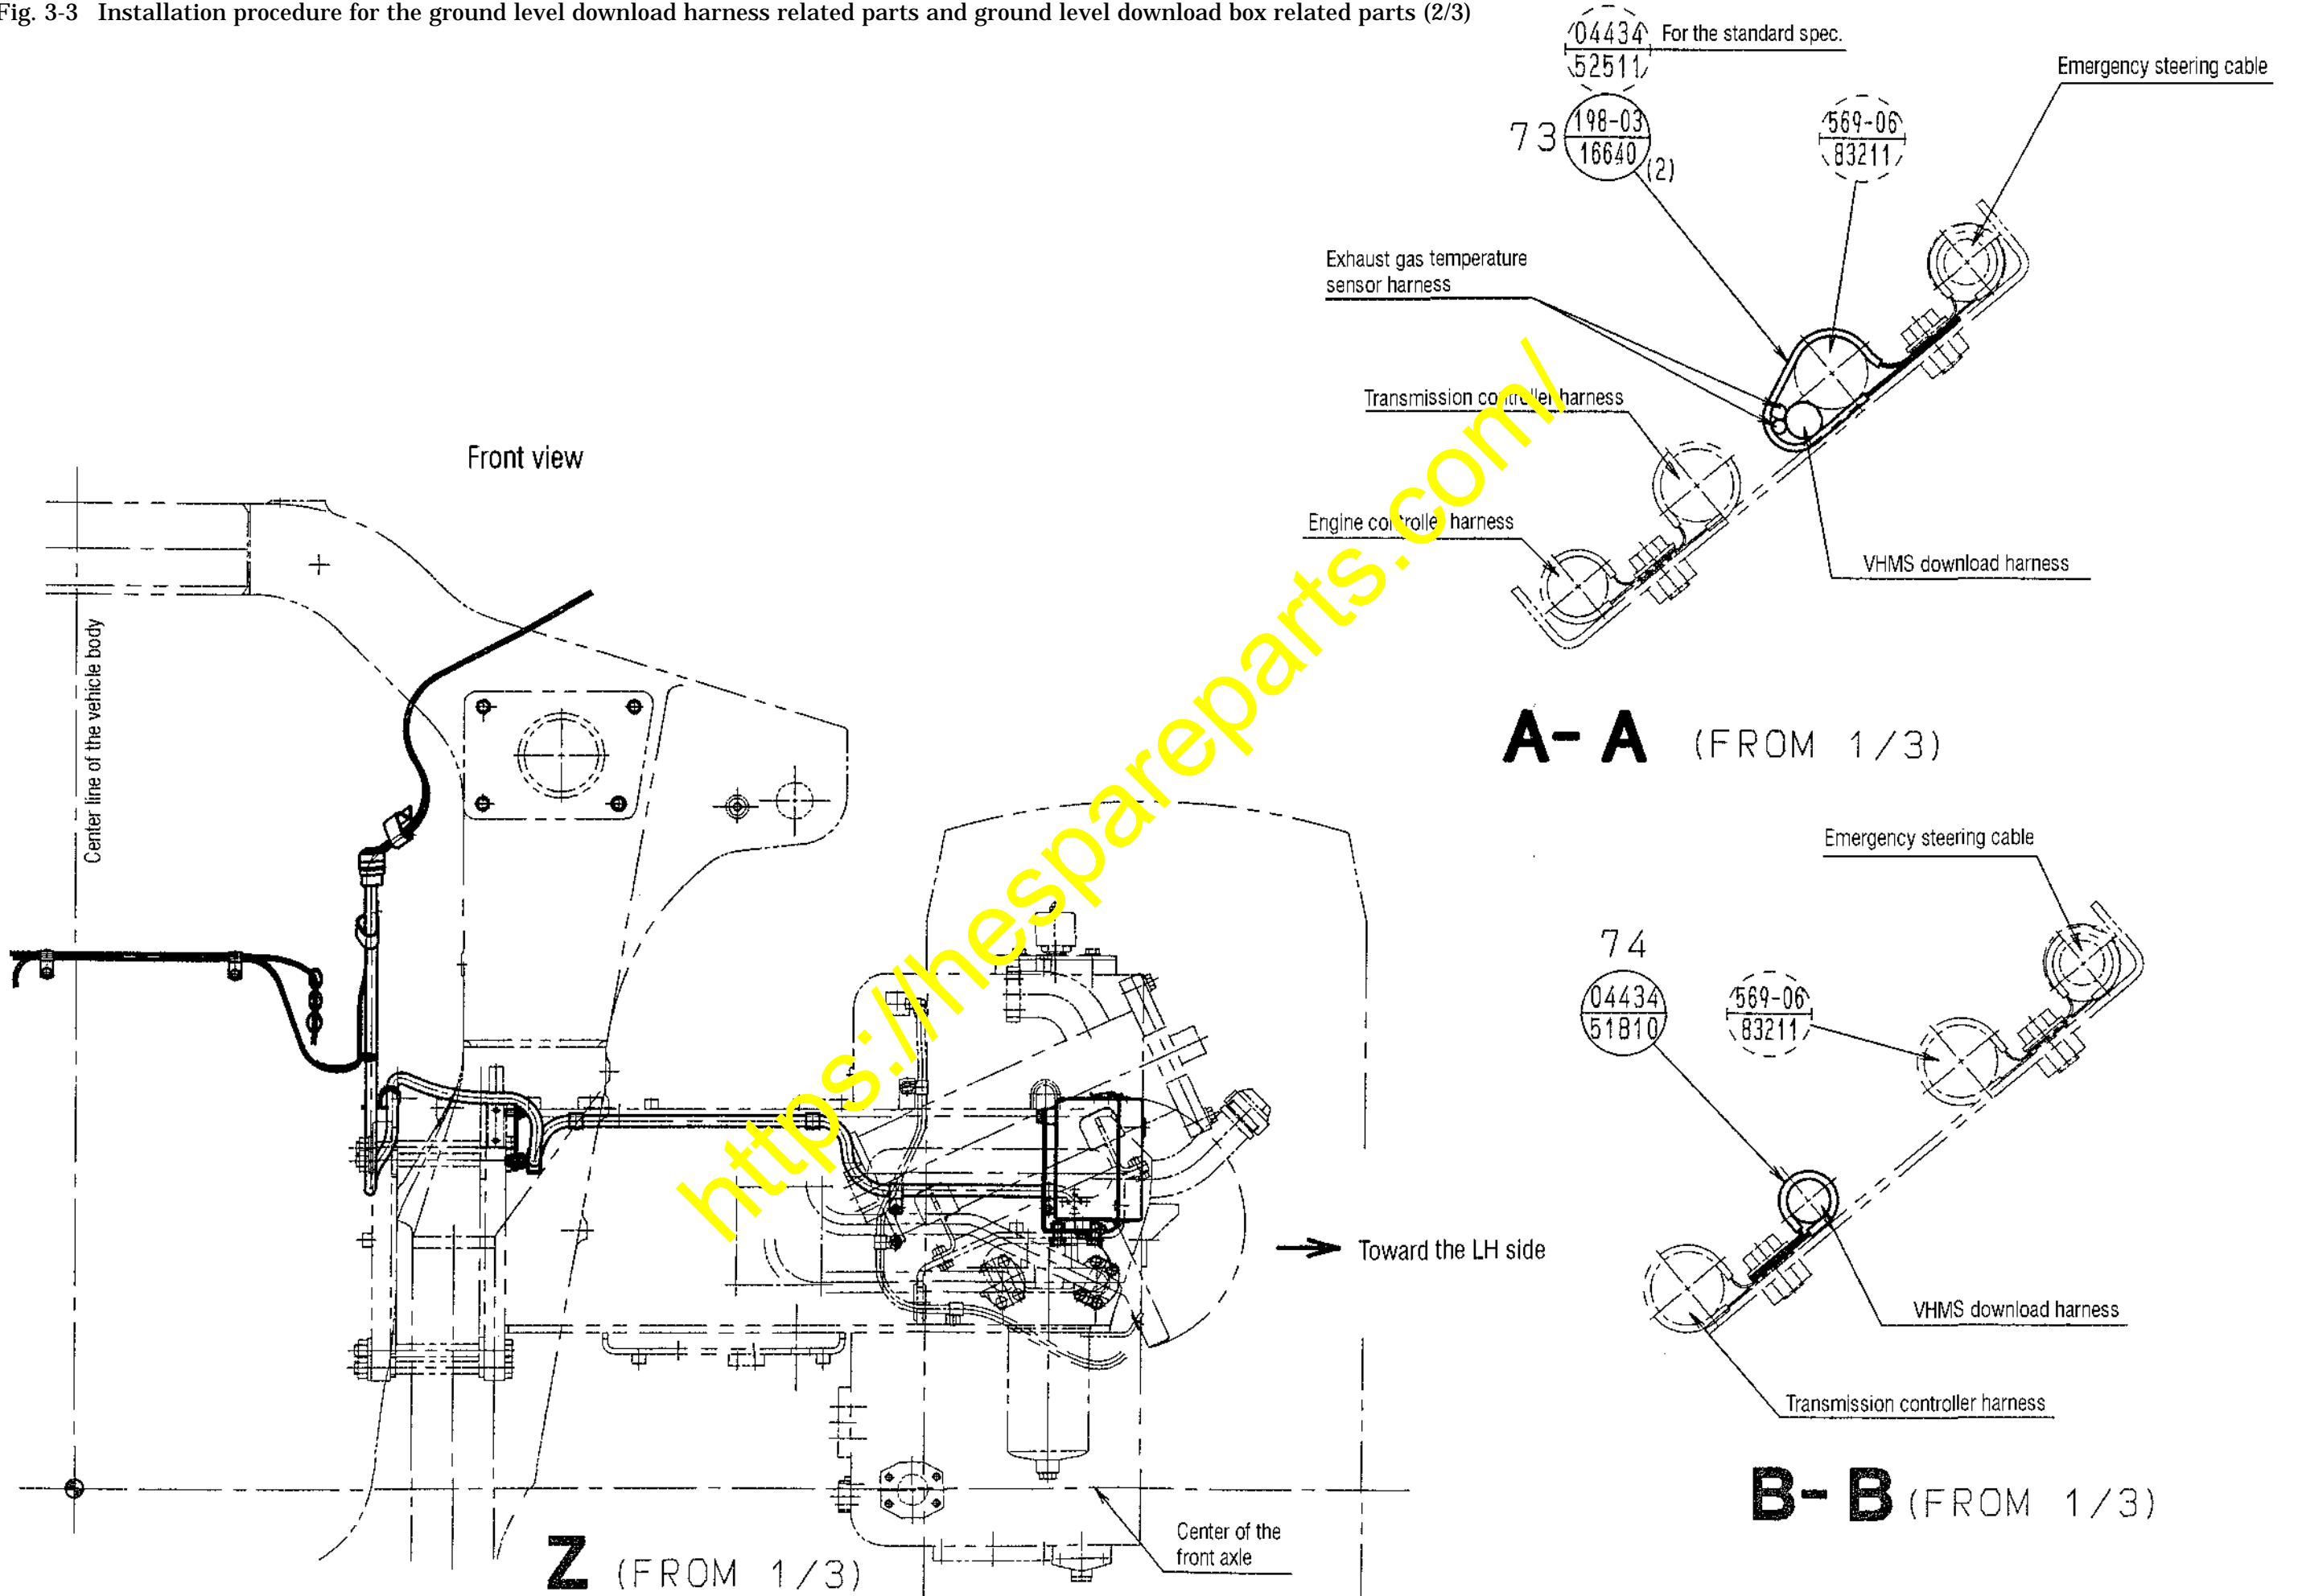 Fig. 3-3 Installation procedure for the ground level download harness related parts and ground level download box related parts (2/3)
04434
52511
For the standard spec.
73
198-03
16640
(2)
569-06
83211
Emergency steering cable
Exhaust gas temperature
sensor harness
Transmission controller harness
Engine controller harness
VHMS download harness
A-A (FROM 1/3)
Front view
Center line of the vehicle body
Emergency steering cable
74
04434
51810
569-06
83211
VHMS download harness
Transmission controller harness
B-B (FROM 1/3)
Toward the LH side
Center of the
front axle
Z (FROM 1/3)
https://hespareparts.com/